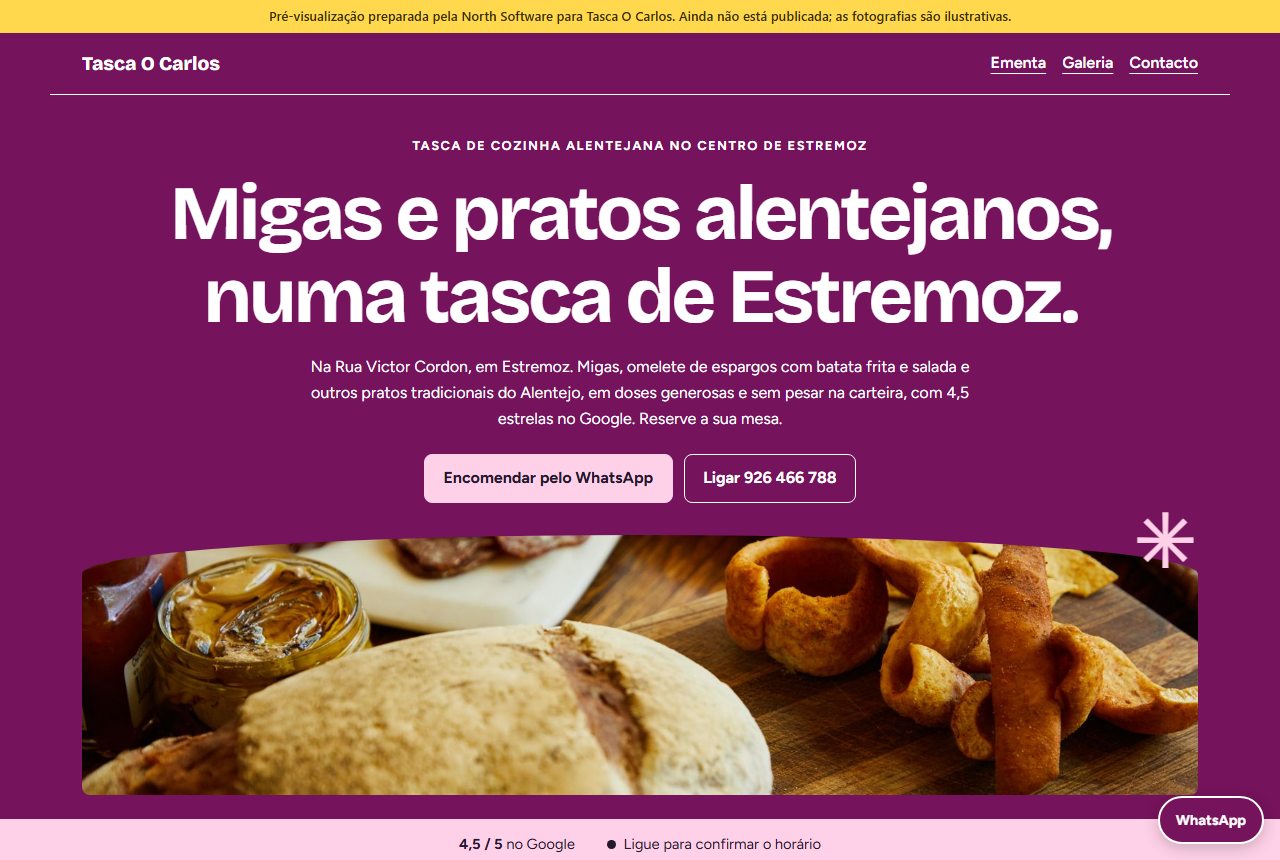 Pré-visualização preparada pela North Software para Tasca O Carlos. Ainda não está publicada; as fotografias são ilustrativas.
Tasca O Carlos
Ementa Galeria Contacto
TASCA DE COZINHA ALENTEJANA NO CENTRO DE ESTREMOZ
Migas e pratos alentejanos,
numa tasca de Estremoz.
Na Rua Victor Cordon, em Estremoz. Migas, omelete de espargos com batata frita e salada e
outros pratos tradicionais do Alentejo, em doses generosas e sem pesar na carteira, com 4,5
estrelas no Google. Reserve a sua mesa.
Encomendar pelo WhatsApp
Ligar 926 466 788
WhatsApp
4,5 / 5 no Google
Ligue para confirmar o horário